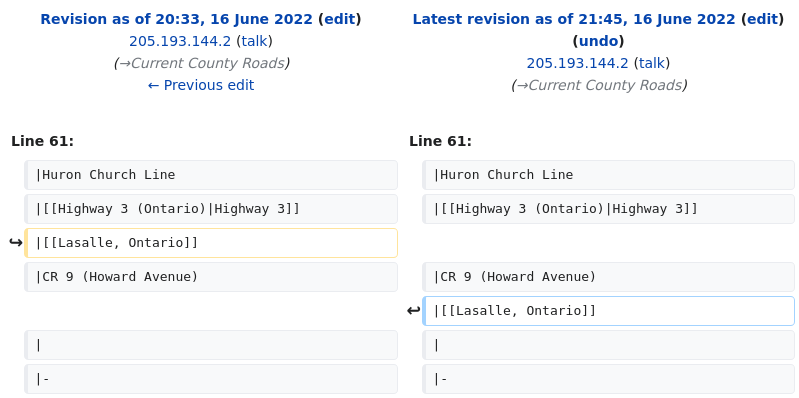 Revision as of 20:33, 16 June 2022 (edit)
205.193.144.2 (talk)
(→Current County Roads)
← Previous edit
Latest revision as of 21:45, 16 June 2022 (edit)
(undo)
205.193.144.2 (talk)
(→Current County Roads)
Line 61:
Line 61:
|Huron Church Line
|Huron Church Line
|[[Highway 3 (Ontario)|Highway 3]]
|[[Highway 3 (Ontario)|Highway 3]]
|[[Lasalle, Ontario]]
|CR 9 (Howard Avenue)
|CR 9 (Howard Avenue)
|[[Lasalle, Ontario]]
|
|
|-
|-